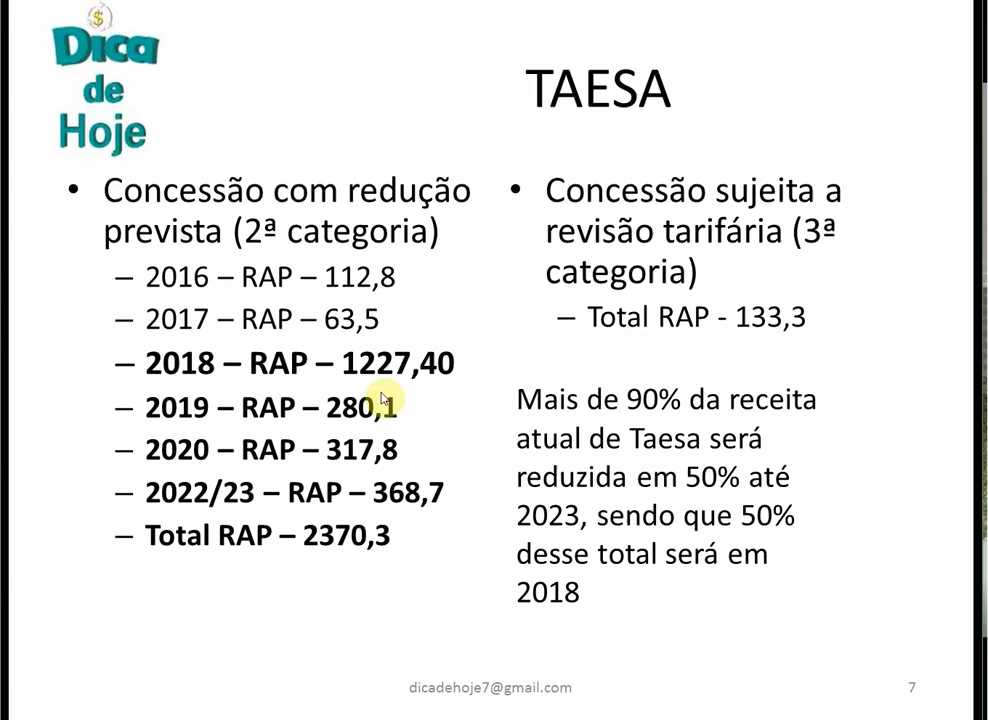 $
Dica
de
Hoje
TAESA
• Concessão com redução
prevista (2ª categoria)
– 2016 – RAP – 112,8
– 2017 – RAP – 63,5
– 2018 – RAP – 1227,40
– 2019 – RAP – 280,1
– 2020 – RAP – 317,8
– 2022/23 – RAP – 368,7
– Total RAP – 2370,3
• Concessão sujeita a
revisão tarifária (3ª
categoria)
– Total RAP - 133,3
Mais de 90% da receita
atual de Taesa será
reduzida em 50% até
2023, sendo que 50%
desse total será em
2018
dicadehoje7@gmail.com
7